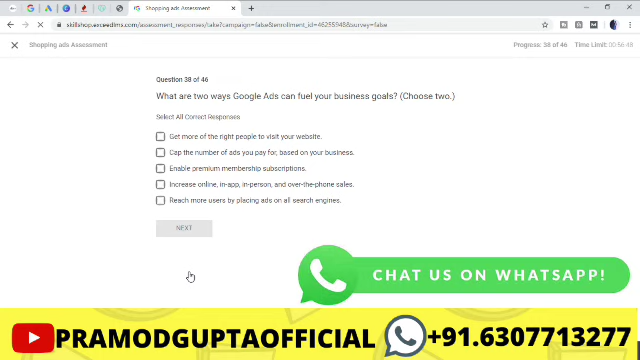 Shopping ads Assessment
skillshop.exceedlms.com/assessment_responses/take?campaign=false&enrollment_id=46255948&survey=false
Shopping ads Assessment
Progress: 38 of 46
Time Limit: 00:56:48
Question 38 of 46
What are two ways Google Ads can fuel your business goals? (Choose two.)
Select All Correct Responses
Get more of the right people to visit your website.
Cap the number of ads you pay for, based on your business.
Enable premium membership subscriptions.
Increase online, in-app, in-person, and over-the-phone sales.
Reach more users by placing ads on all search engines.
NEXT
CHAT US ON WHATSAPP!
PRAMODGUPTAOFFICIAL
+91.6307713277